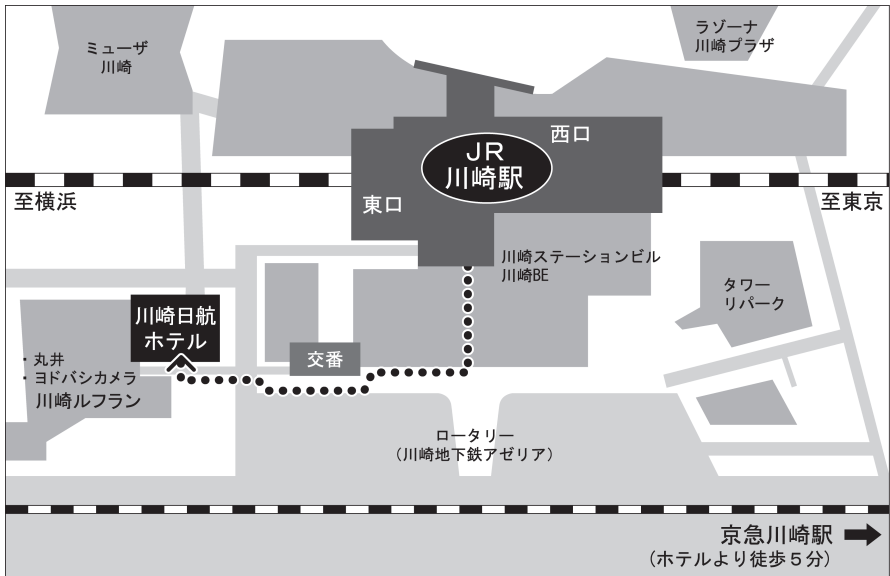 ミューザ
川崎
ラゾーナ
川崎プラザ
西口
JR
川崎駅
東口
至横浜
至東京
川崎ステーションビル
川崎BE
タワー
リパーク
川崎日航
ホテル
交番
・丸井
・ヨドバシカメラ
川崎ルフラン
ロータリー
(川崎地下鉄アゼリア)
京急川崎駅
(ホテルより徒歩5分)